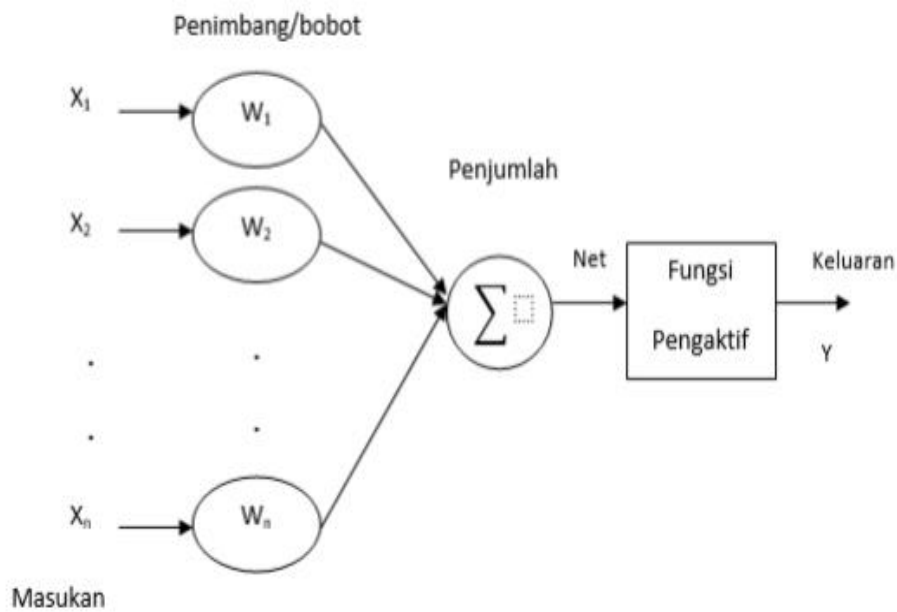 Penimbang/bobot
X₁
W₁
X₂
W₂
Penjumlah
∑
Net
Fungsi
Pengaktif
Keluaran
Y
Xₙ
Wₙ
Masukan